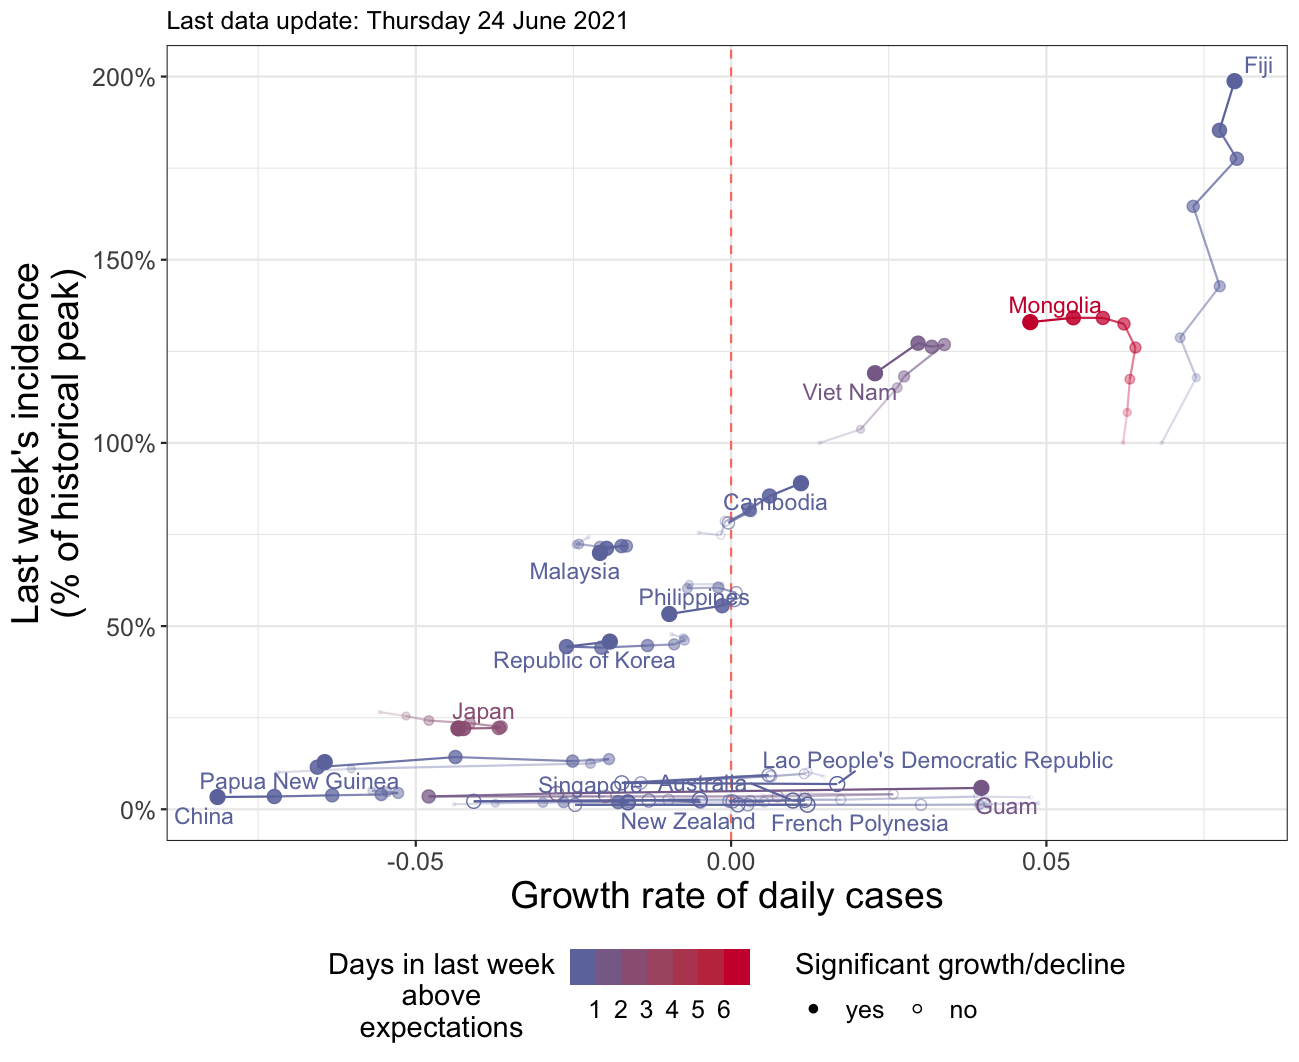 Last data update: Thursday 24 June 2021
Last week's incidence
(% of historical peak)
200%
150%
100%
50%
0%
Fiji
Mongolia
Viet Nam
Cambodia
Malaysia
Philippines
Republic of Korea
Japan
Lao People's Democratic Republic
Papua New Guinea
Singapore
Australia
China
New Zealand
French Polynesia
Guam
-0.05
0.00
0.05
Growth rate of daily cases
Days in last week
above
expectations
1 2 3 4 5 6
Significant growth/decline
yes
no